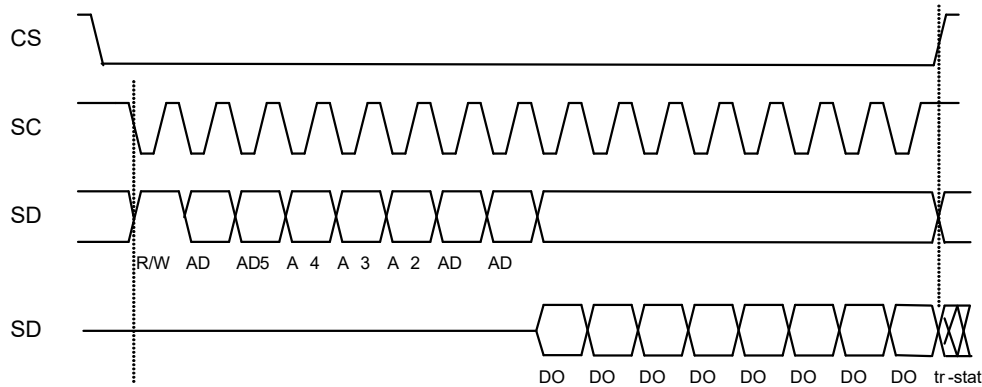 CS
SC
SD
R/W AD AD5 A 4 A 3 A 2 AD AD
SD
DO DO DO DO DO DO DO DO tr-stat